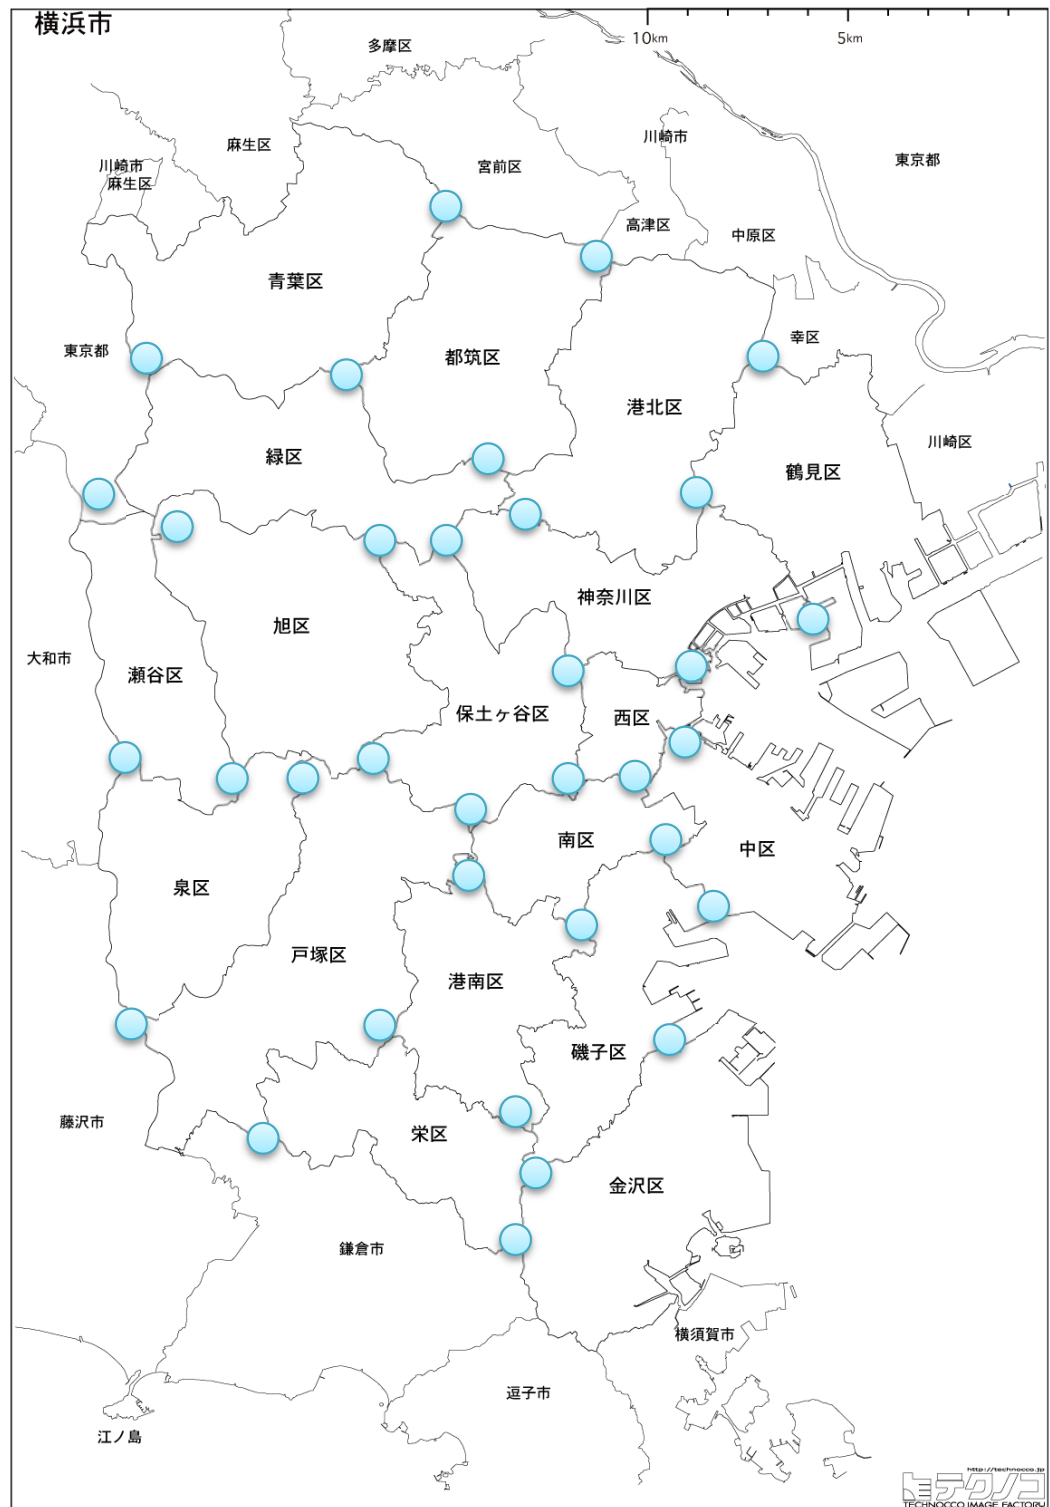 横浜市
10km
5km
多摩区
麻生区
川崎市
麻生区
宮前区
川崎市
東京都
高津区
中原区
青葉区
東京都
都筑区
幸区
港北区
川崎区
緑区
鶴見区
神奈川区
旭区
大和市
瀬谷区
保土ヶ谷区
西区
南区
中区
泉区
戸塚区
港南区
磯子区
藤沢市
栄区
金沢区
鎌倉市
横須賀市
逗子市
江ノ島
http://technocco.jp
テクノコ
TECHNOCCO IMAGE FACTORY